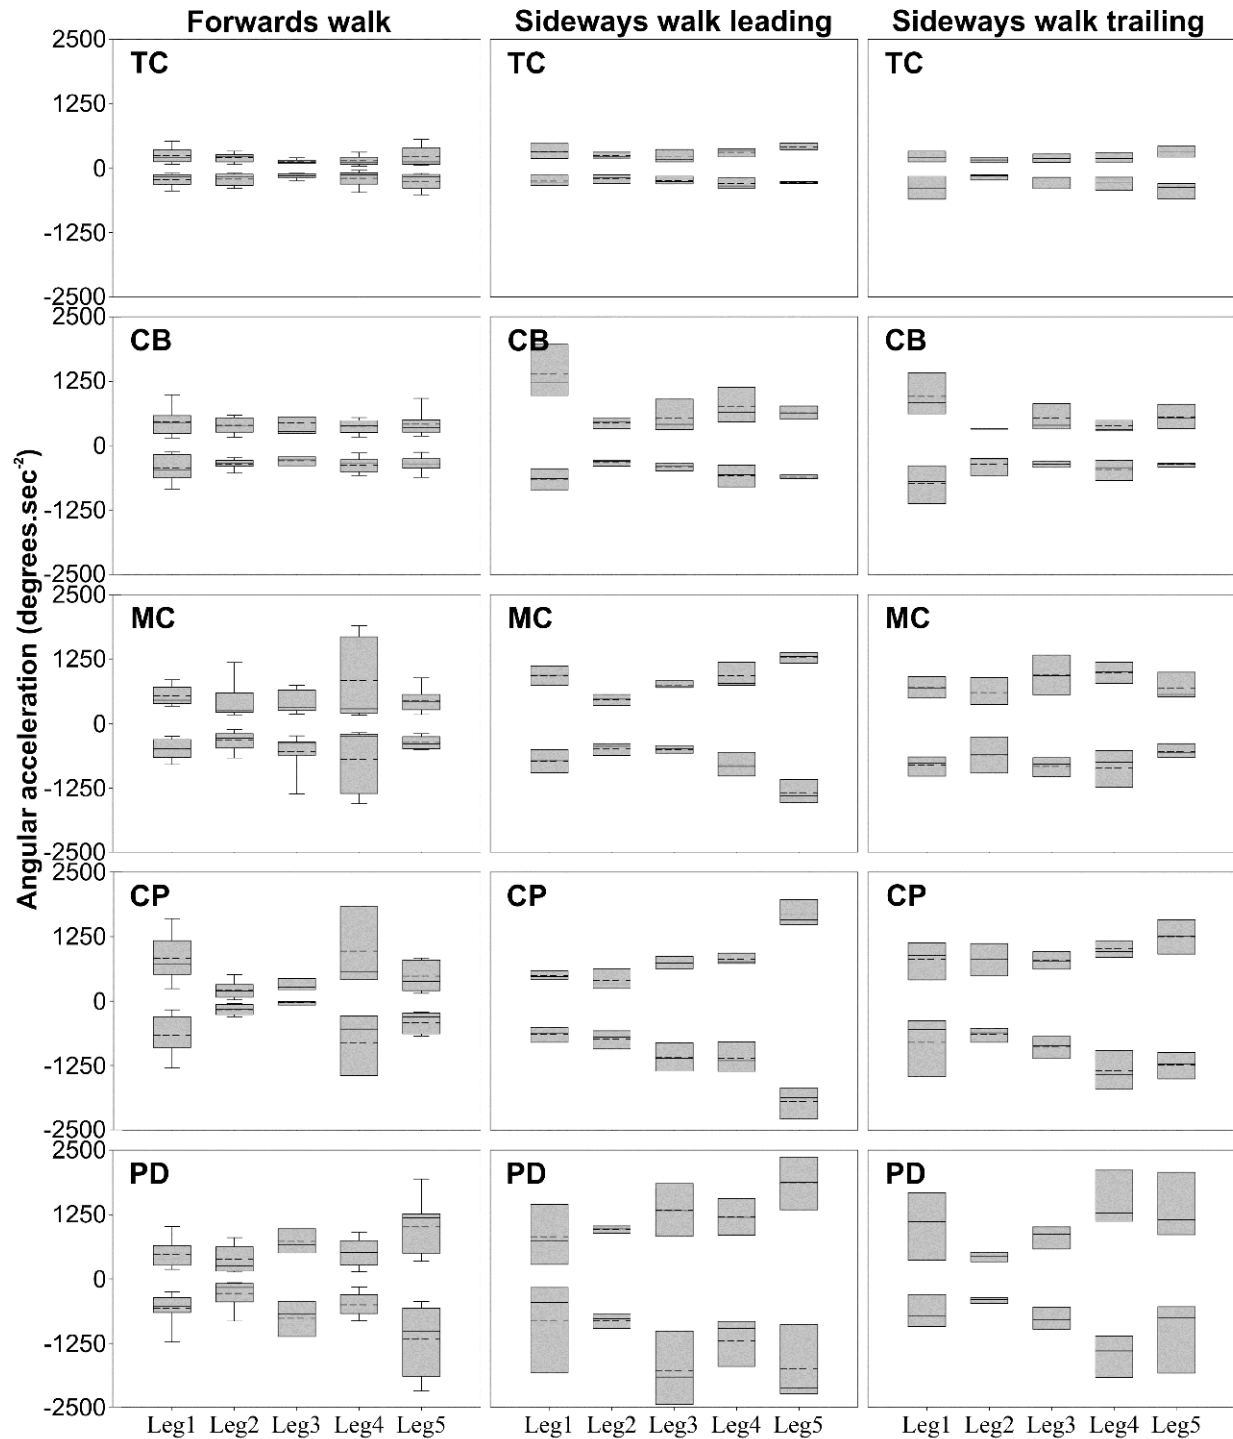 Forwards walk Sideways walk leading Sideways walk trailing
Angular acceleration (degrees.sec-2)
2500 TC TC TC
1250
0
-1250
-2500
2500 CB CB CB
1250
0
-1250
-2500
2500 MC MC MC
1250
0
-1250
-2500
2500 CP CP CP
1250
0
-1250
-2500
2500 PD PD PD
1250
0
-1250
-2500
Leg1 Leg2 Leg3 Leg4 Leg5 Leg1 Leg2 Leg3 Leg4 Leg5 Leg1 Leg2 Leg3 Leg4 Leg5